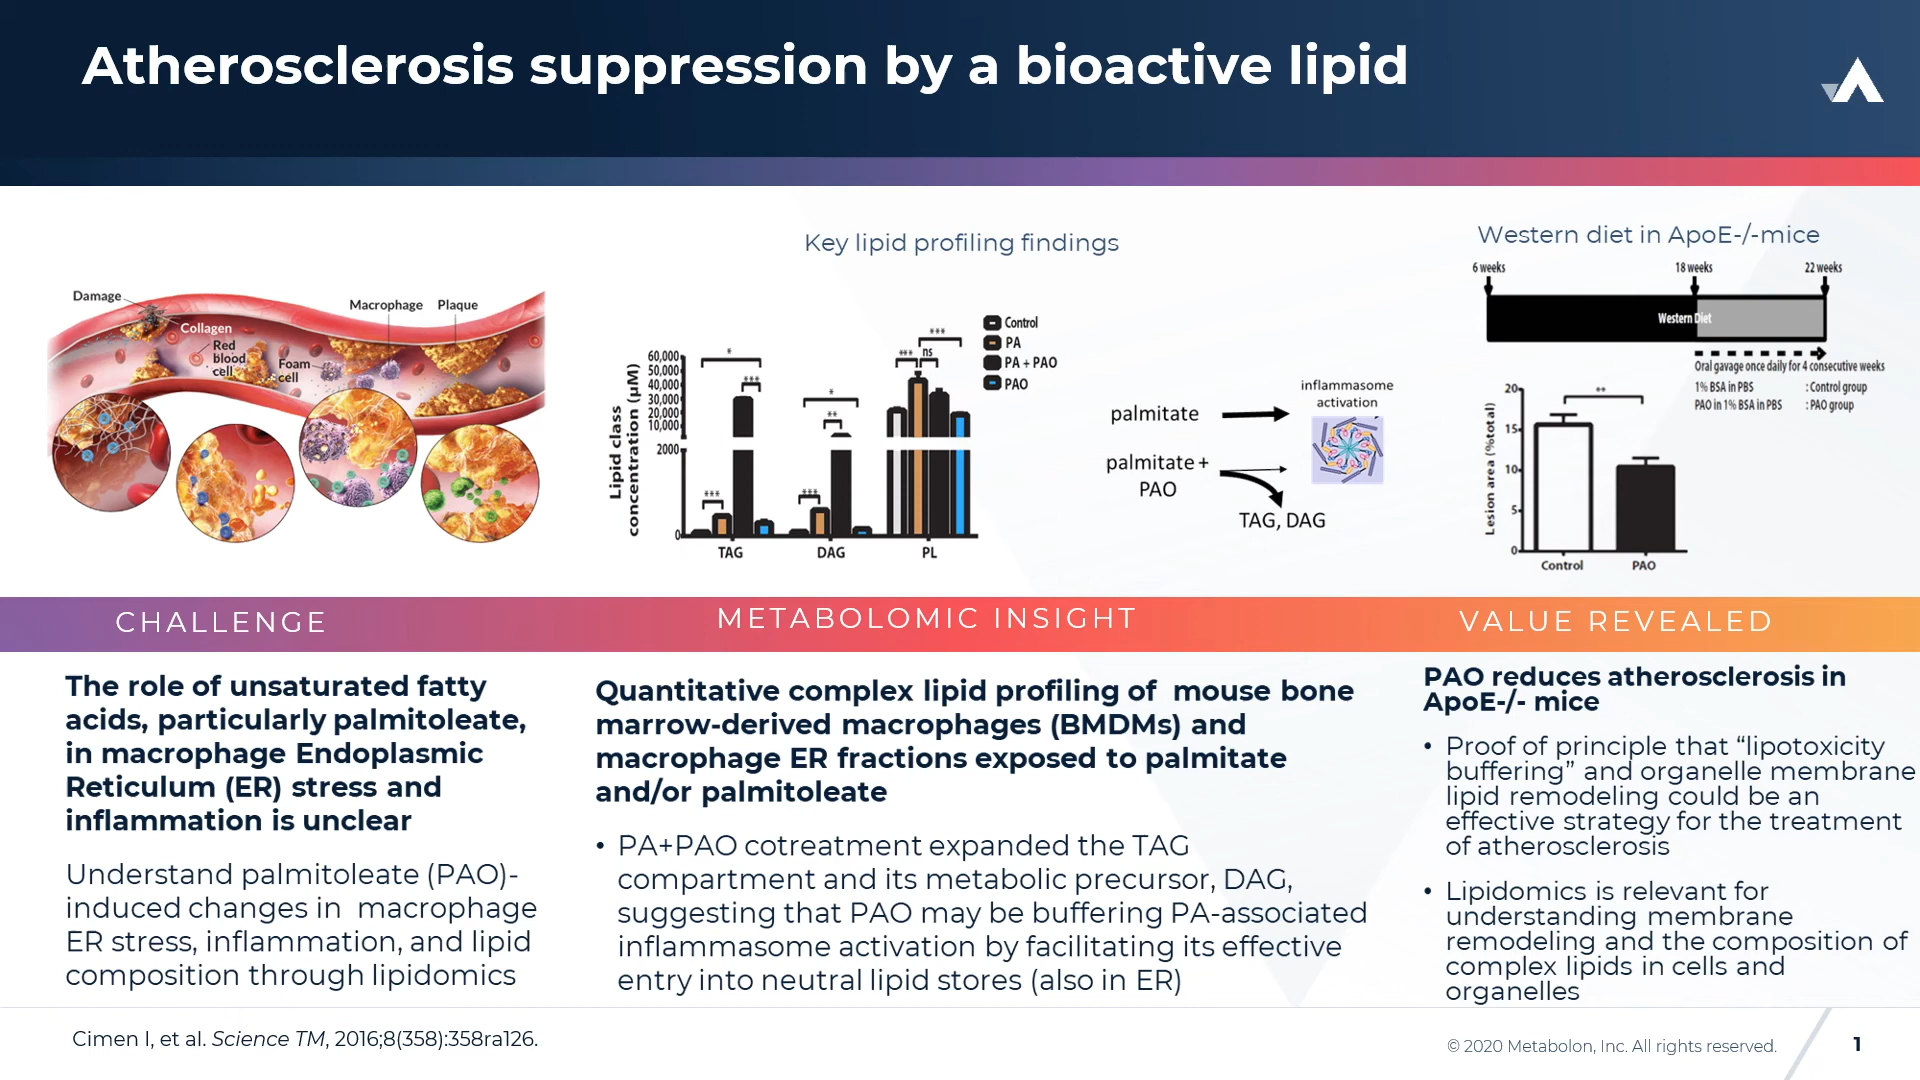 Atherosclerosis suppression by a bioactive lipid
Damage
Collagen
Red
blood
cell
Foam
cell
Macrophage
Plaque
Key lipid profiling findings
Lipid class
concentration (µM)
60,000
50,000
40,000
30,000
20,000
10,000
2000
0
*
***
***
*
**
***
***
ns
***
TAG
DAG
PL
Control
PA
PA + PAO
PAO
palmitate
inflammasome
activation
palmitate +
PAO
TAG, DAG
Western diet in ApoE-/-mice
6 weeks
18 weeks
22 weeks
Western Diet
Oral gavage once daily for 4 consecutive weeks
1% BSA in PBS : Control group
PAO in 1% BSA in PBS : PAO group
Lesion area (%total)
20
15
10
5
0
**
Control
PAO
CHALLENGE
The role of unsaturated fatty
acids, particularly palmitoleate,
in macrophage Endoplasmic
Reticulum (ER) stress and
inflammation is unclear
Understand palmitoleate (PAO)-
induced changes in macrophage
ER stress, inflammation, and lipid
composition through lipidomics
METABOLOMIC INSIGHT
Quantitative complex lipid profiling of mouse bone
marrow-derived macrophages (BMDMs) and
macrophage ER fractions exposed to palmitate
and/or palmitoleate
• PA+PAO cotreatment expanded the TAG
compartment and its metabolic precursor, DAG,
suggesting that PAO may be buffering PA-associated
inflammasome activation by facilitating its effective
entry into neutral lipid stores (also in ER)
VALUE REVEALED
PAO reduces atherosclerosis in
ApoE-/- mice
• Proof of principle that “lipotoxicity
buffering” and organelle membrane
lipid remodeling could be an
effective strategy for the treatment
of atherosclerosis
• Lipidomics is relevant for
understanding membrane
remodeling and the composition of
complex lipids in cells and
organelles
Cimen I, et al. Science TM, 2016;8(358):358ra126.
© 2020 Metabolon, Inc. All rights reserved.
1